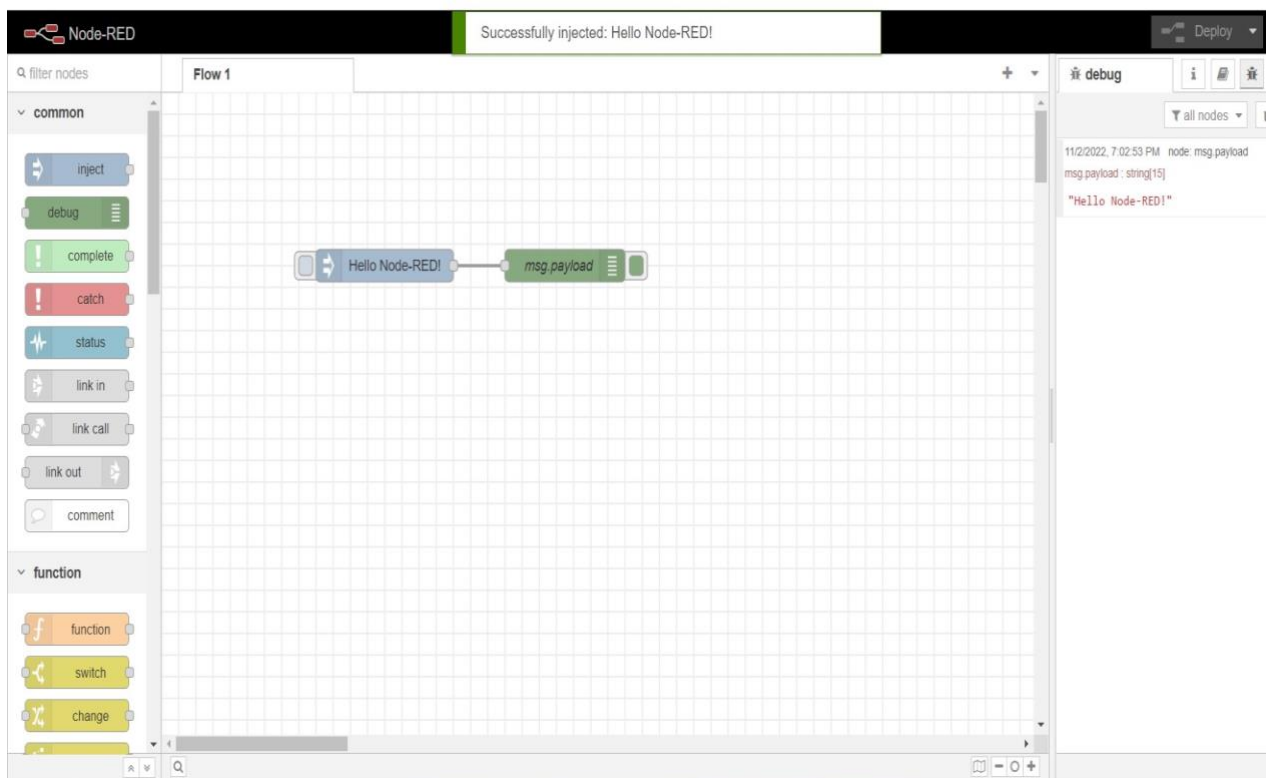 Node-RED
Successfully injected: Hello Node-RED!
Deploy
filter nodes
Flow 1
debug
i
common
all nodes
inject
debug
complete
catch
status
link in
link call
link out
comment
function
function
switch
change
Hello Node-RED!
msg.payload
11/2/2022, 7:02:53 PM node: msg.payload
msg.payload : string[15]
"Hello Node-RED!"